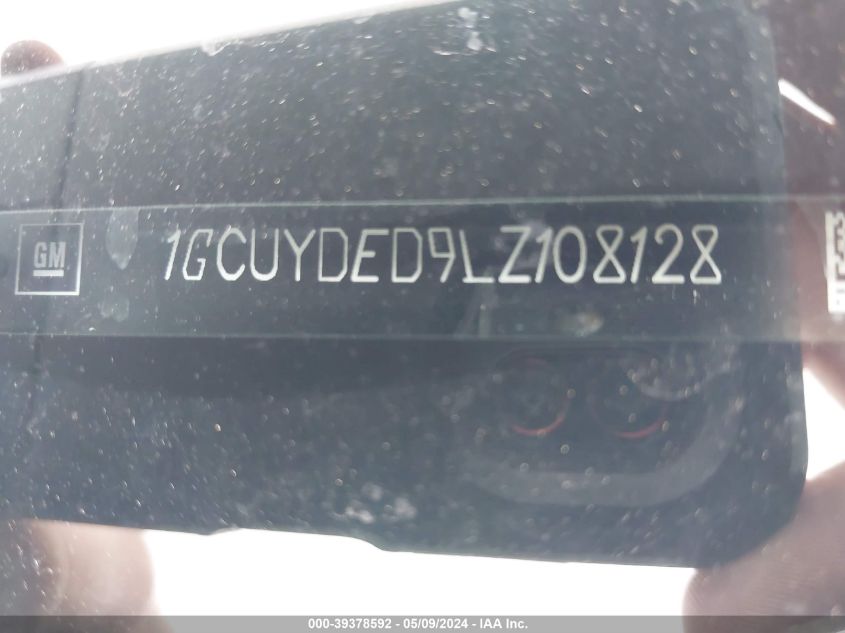 GM
1GCUYDED9LZ108128
000-39378592 - 05/09/2024 - IAA Inc.